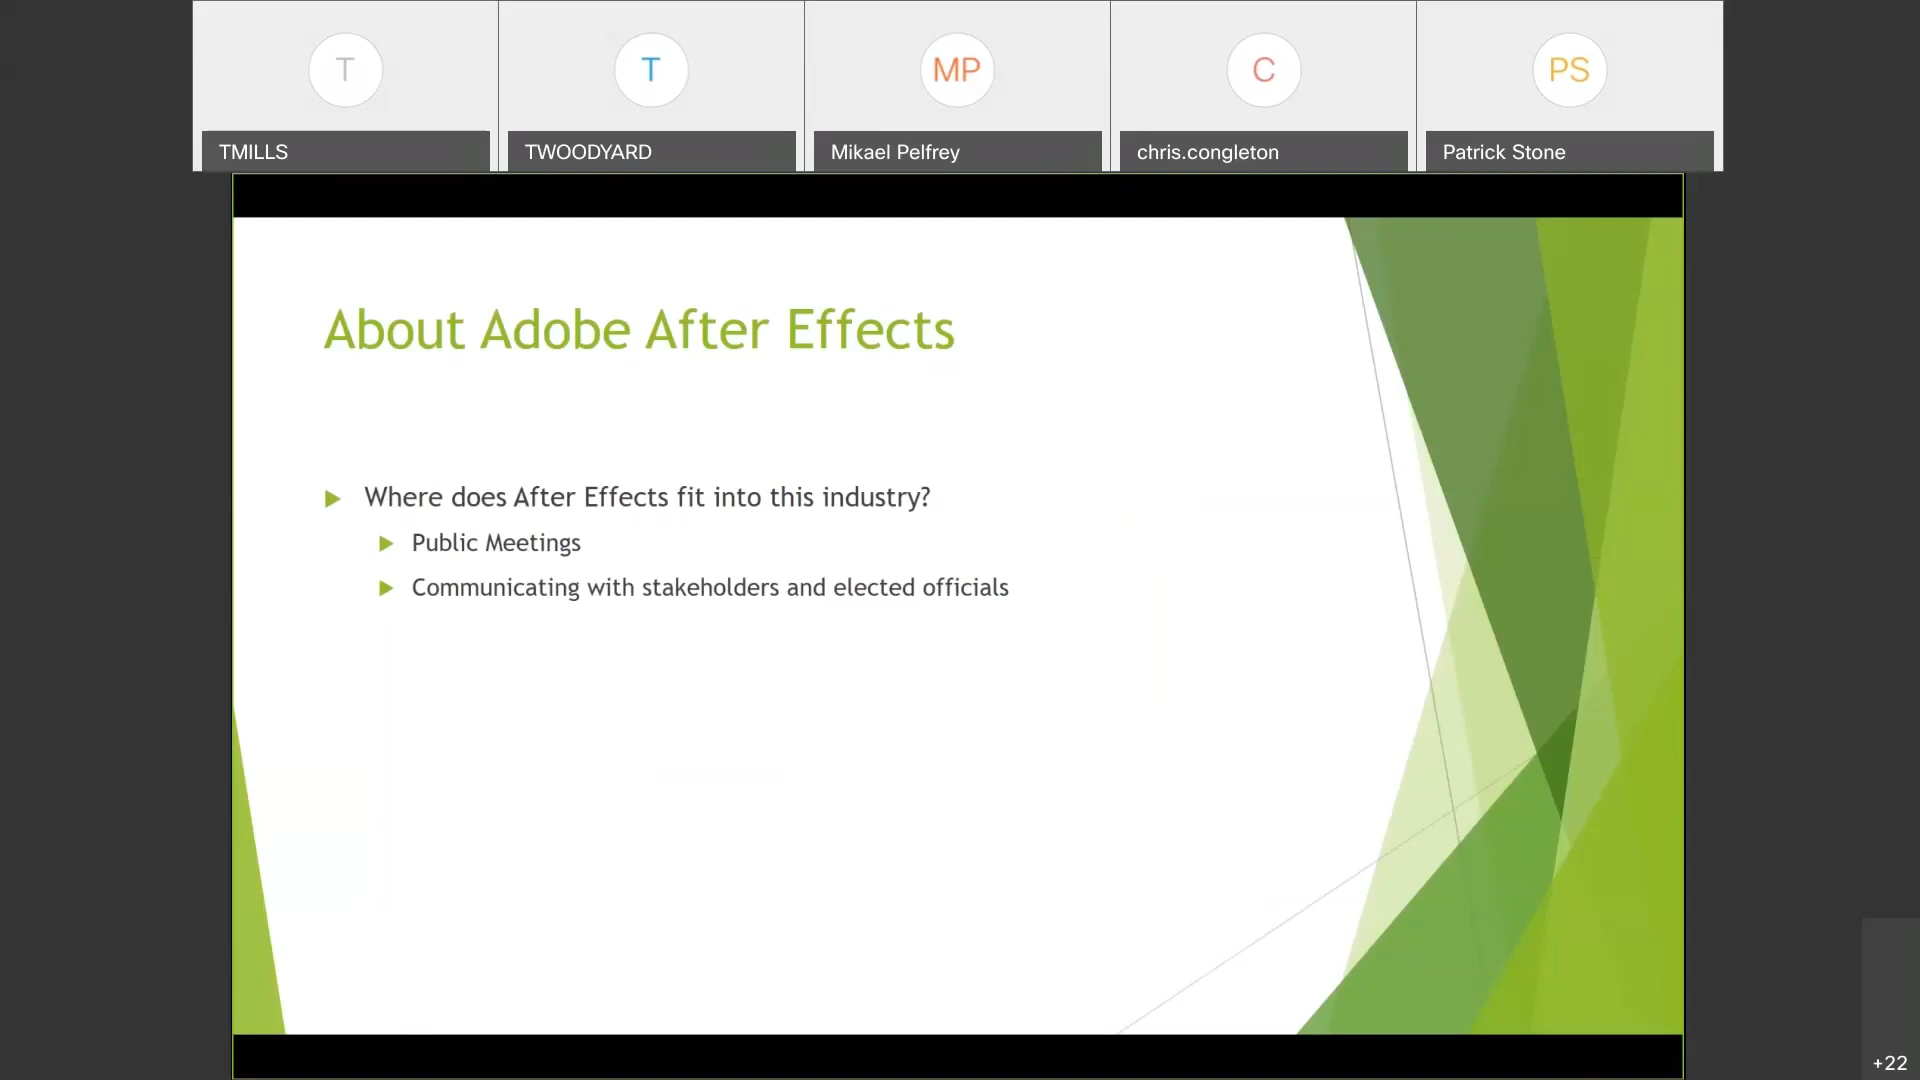 T
T
MP
C
PS
TMILLS
TWOODYARD
Mikael Pelfrey
chris.congleton
Patrick Stone
About Adobe After Effects
Where does After Effects fit into this industry?
Public Meetings
Communicating with stakeholders and elected officials
+22